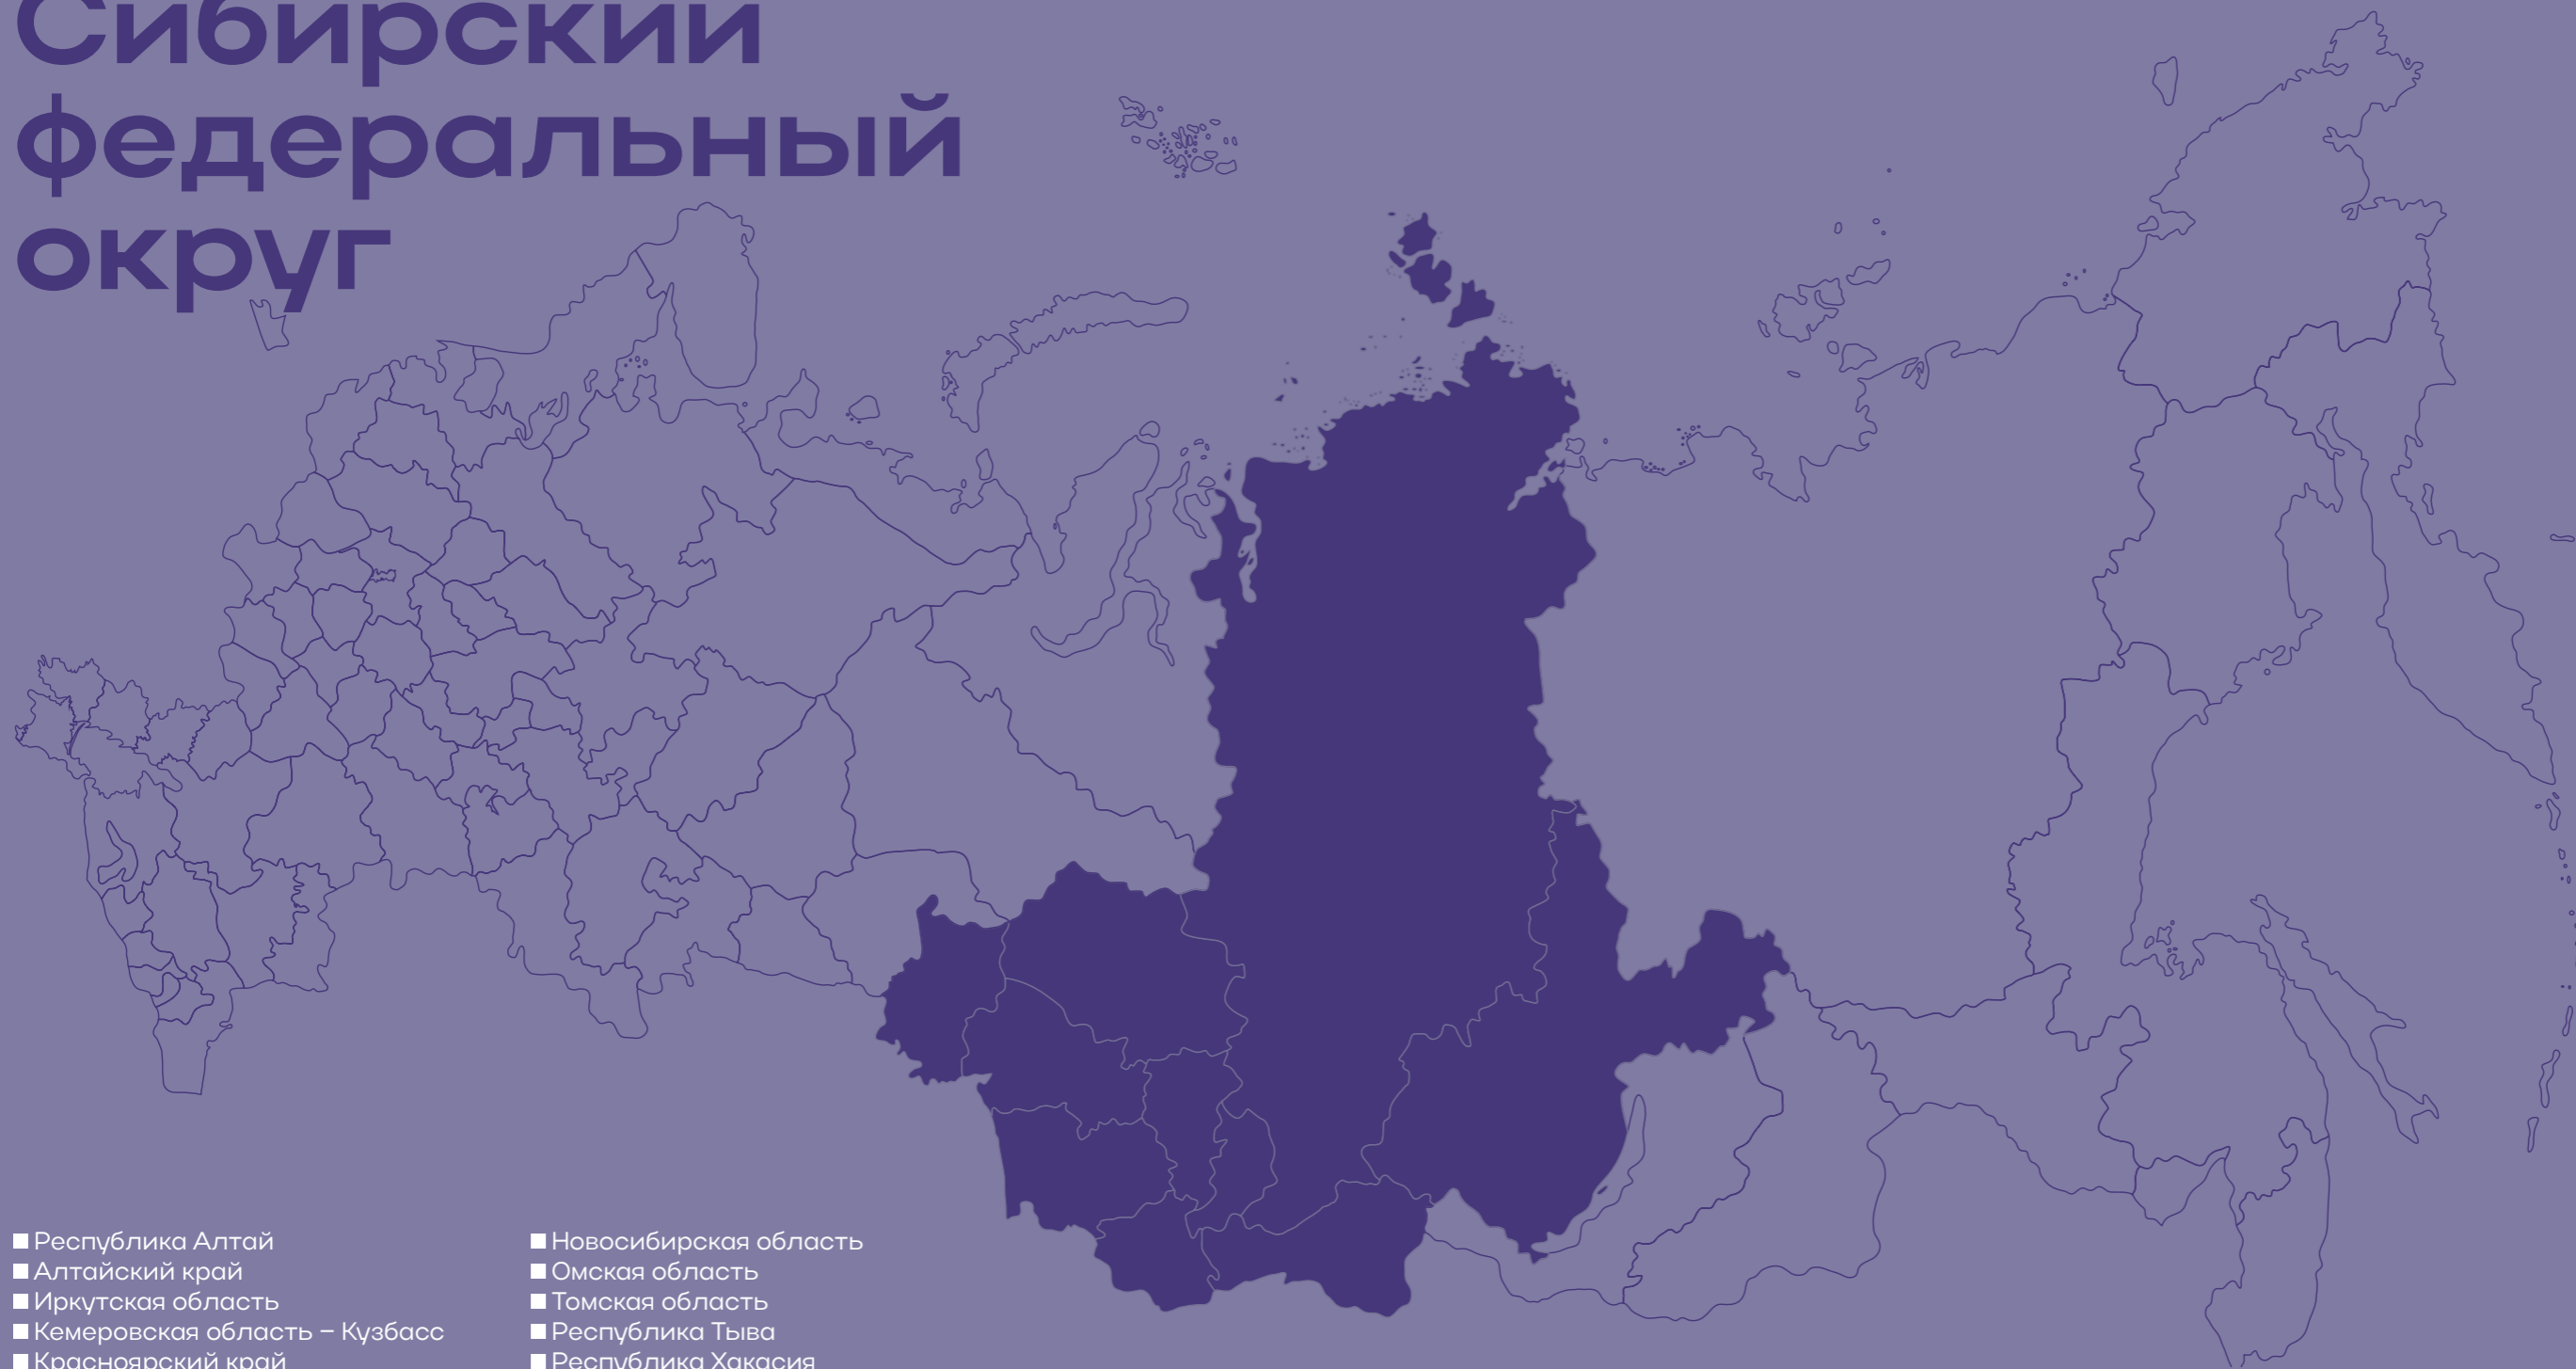 Сибирский
федеральный
округ
Республика Алтай
Алтайский край
Иркутская область
Кемеровская область – Кузбасс
Красноярский край
Новосибирская область
Омская область
Томская область
Республика Тыва
Республика Хакасия